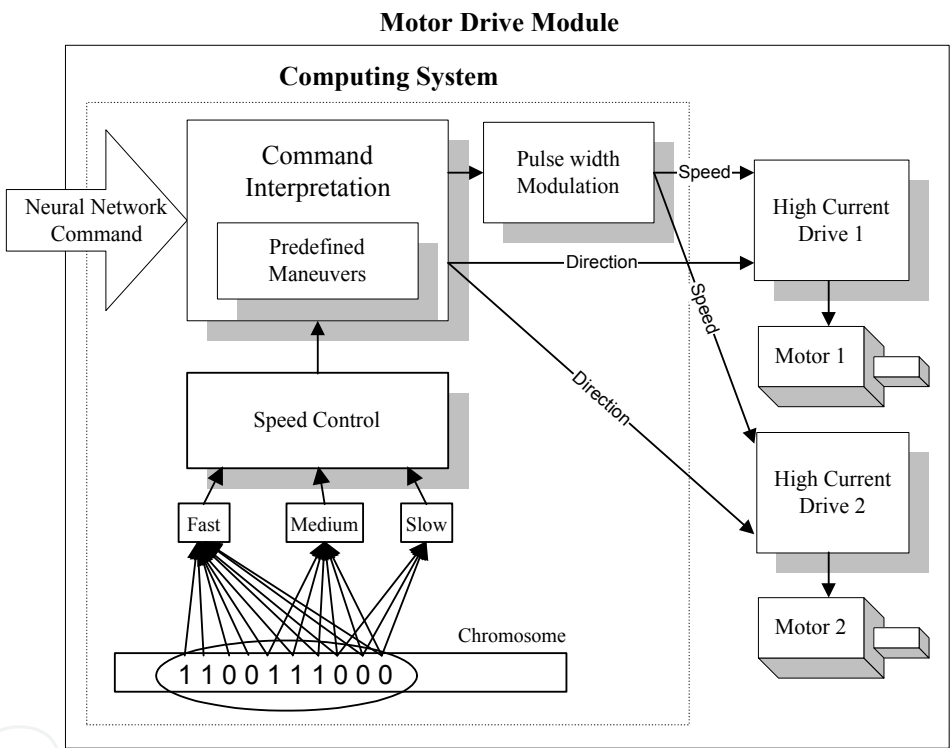 Motor Drive Module
Computing System
Command
Interpretation
Pulse width
Modulation
Speed
High Current
Drive 1
Neural Network
Command
Predefined
Maneuvers
Direction
Speed
Motor 1
Direction
Speed Control
High Current
Drive 2
Fast
Medium
Slow
Motor 2
Chromosome
1 1 0 0 1 1 1 0 0 0